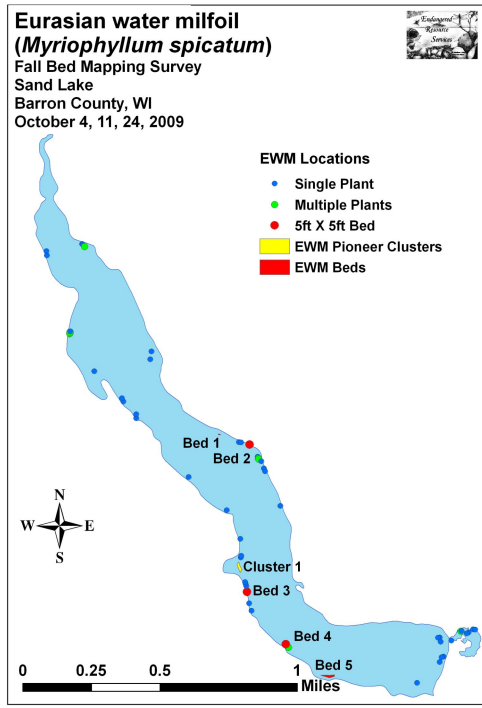 Eurasian water milfoil
(Myriophyllum spicatum)
Fall Bed Mapping Survey
Sand Lake
Barron County, WI
October 4, 11, 24, 2009
Endangered
Resource
Services
EWM Locations
Single Plant
Multiple Plants
5ft X 5ft Bed
EWM Pioneer Clusters
EWM Beds
Bed 1
Bed 2
N
W E
S
Cluster 1
Bed 3
Bed 4
Bed 5
0 0.25 0.5 1
Miles